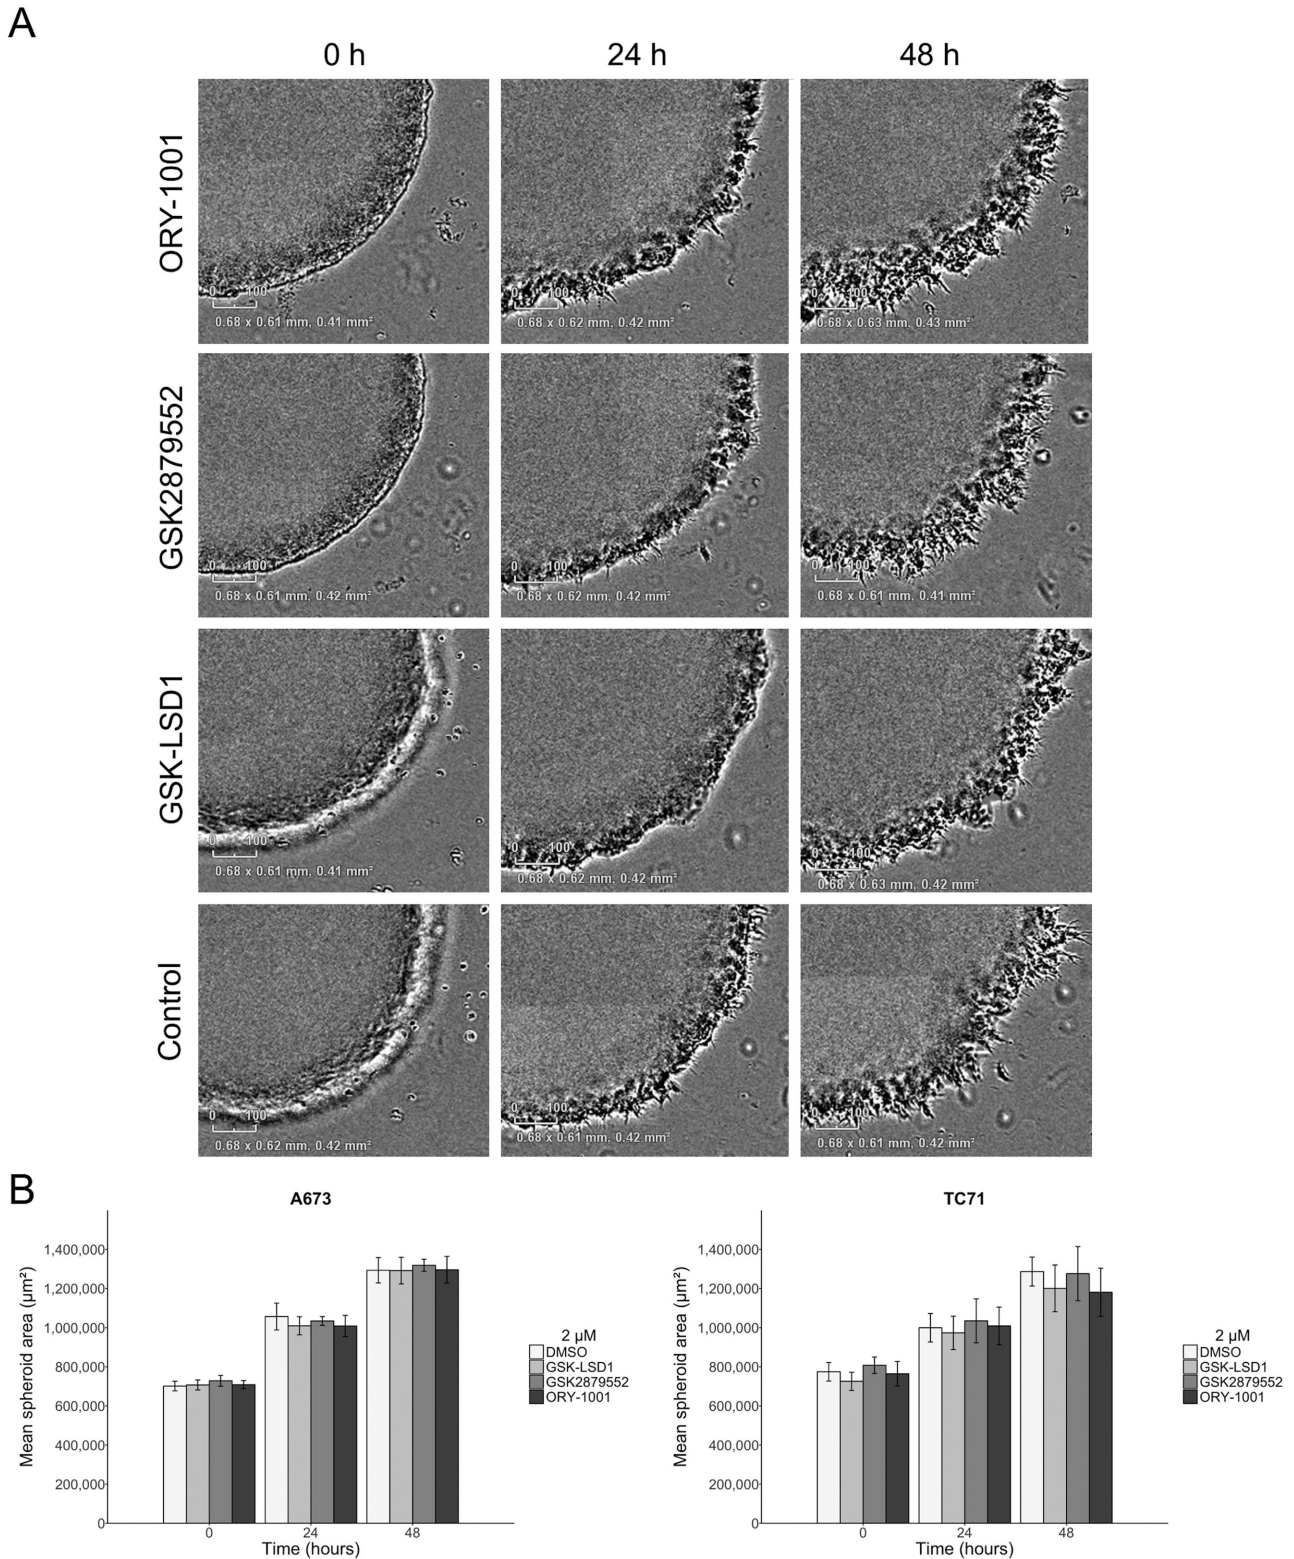 A
0 h 24 h 48 h
ORY-1001
0 100
0.68 x 0.61 mm, 0.41 mm²
0 100
0.68 x 0.62 mm, 0.42 mm²
0 100
0.68 x 0.63 mm, 0.43 mm²
GSK2879552
0 100
0.68 x 0.61 mm, 0.42 mm²
0 100
0.68 x 0.62 mm, 0.42 mm²
0 100
0.68 x 0.61 mm, 0.41 mm²
GSK-LSD1
0 100
0.68 x 0.61 mm, 0.41 mm²
0 100
0.68 x 0.62 mm, 0.42 mm²
0 100
0.68 x 0.63 mm, 0.42 mm²
Control
0 100
0.68 x 0.62 mm, 0.42 mm²
0 100
0.68 x 0.61 mm, 0.42 mm²
0 100
0.68 x 0.61 mm, 0.42 mm²
B
A673
Mean spheroid area (µm²)
1,400,000
1,200,000
1,000,000
800,000
600,000
400,000
200,000
0
0 24 48
Time (hours)
2 µM
DMSO
GSK-LSD1
GSK2879552
ORY-1001
TC71
Mean spheroid area (µm²)
1,400,000
1,200,000
1,000,000
800,000
600,000
400,000
200,000
0
0 24 48
Time (hours)
2 µM
DMSO
GSK-LSD1
GSK2879552
ORY-1001